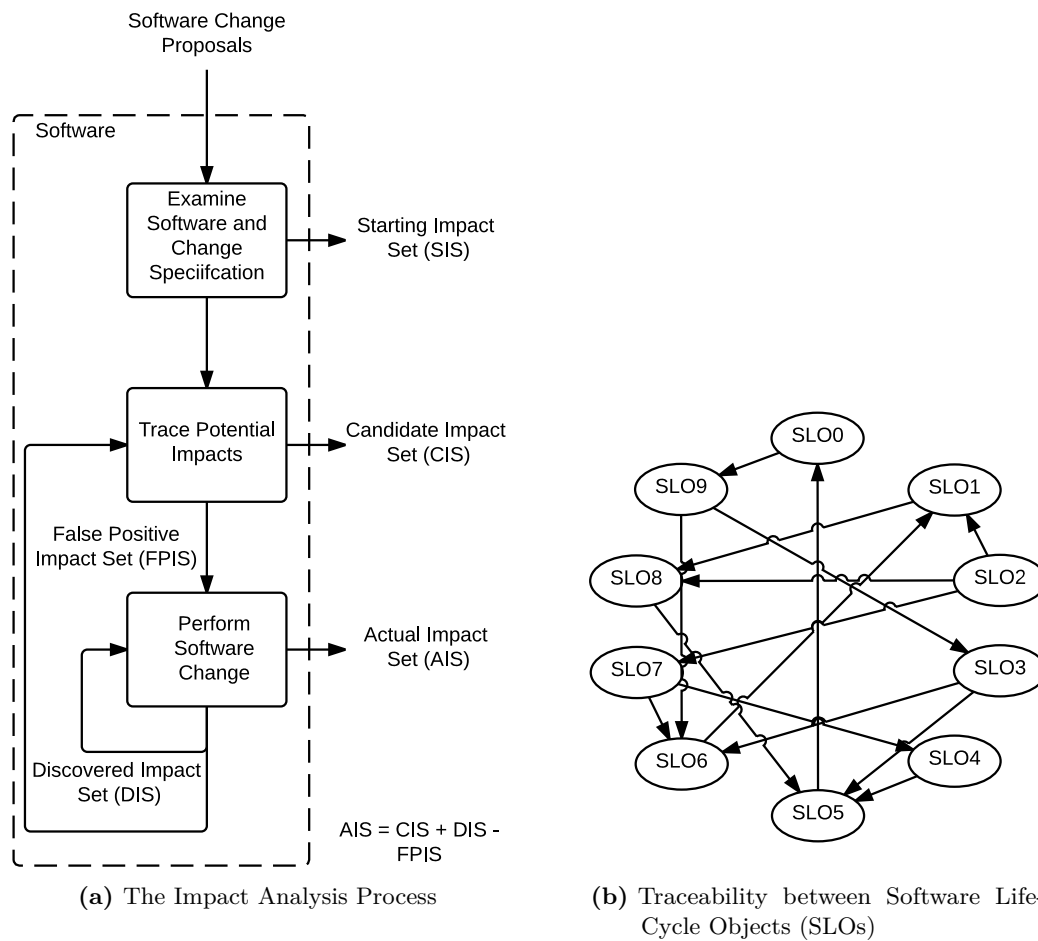 Software Change
Proposals
Software
Examine
Software and
Change
Speciifcation
Starting Impact
Set (SIS)
Trace Potential
Impacts
Candidate Impact
Set (CIS)
False Positive
Impact Set (FPIS)
Perform
Software
Change
Actual Impact
Set (AIS)
Discovered Impact
Set (DIS)
AIS = CIS + DIS -
FPIS
(a) The Impact Analysis Process
SLO0
SLO9
SLO1
SLO8
SLO2
SLO7
SLO3
SLO6
SLO4
SLO5
(b) Traceability between Software Life-
Cycle Objects (SLOs)